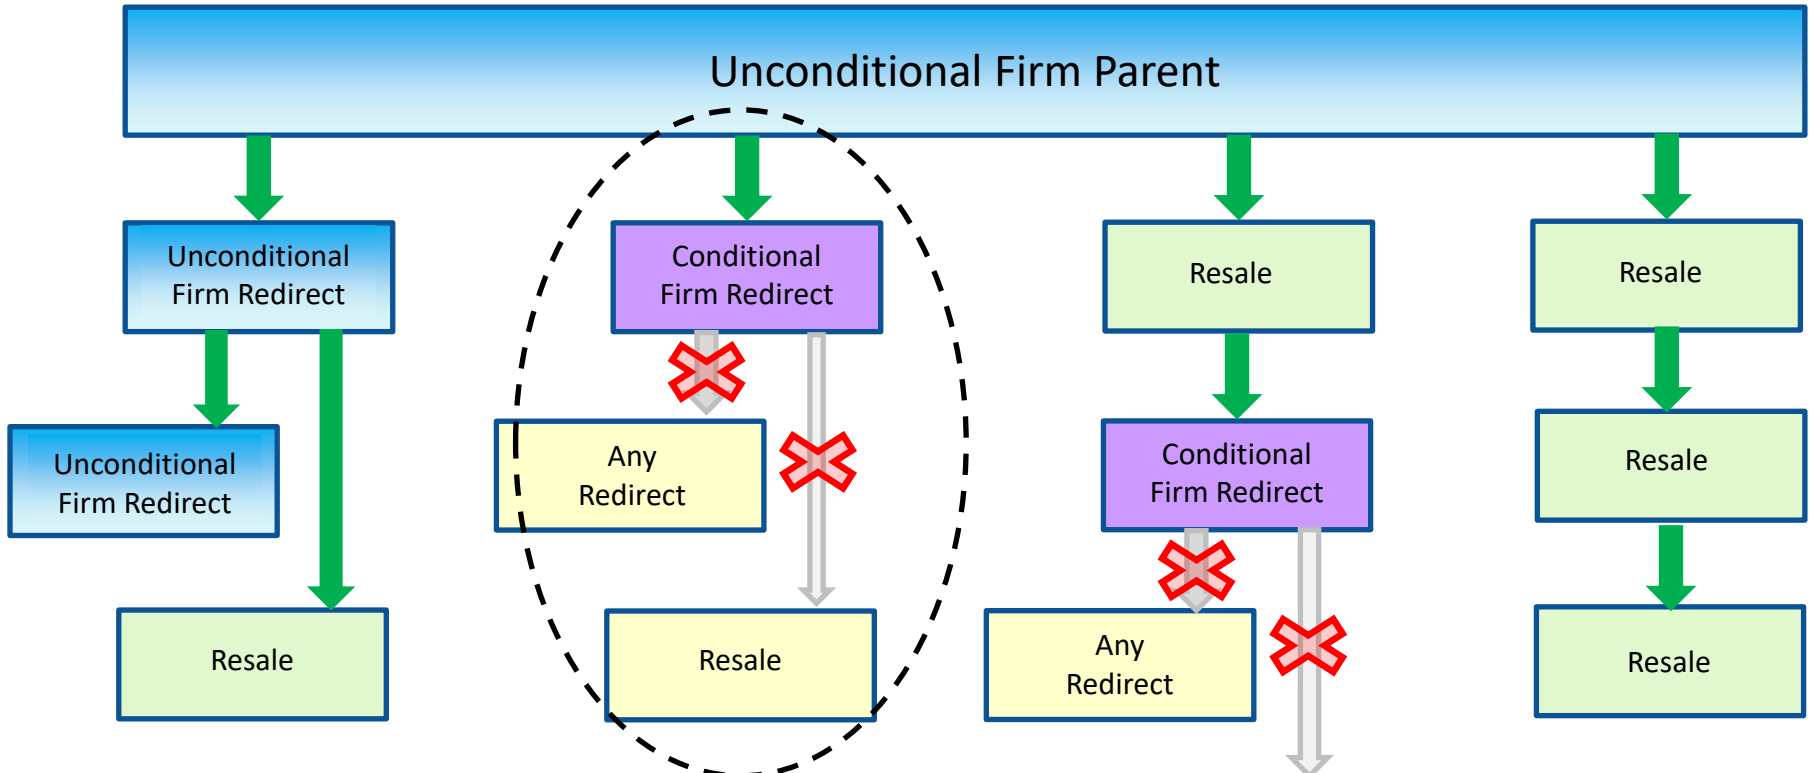 Unconditional Firm Parent
Unconditional
Firm Redirect
Conditional
Firm Redirect
Resale
Resale
Unconditional
Firm Redirect
Any
Redirect
Conditional
Firm Redirect
Resale
Resale
Resale
Any
Redirect
Resale